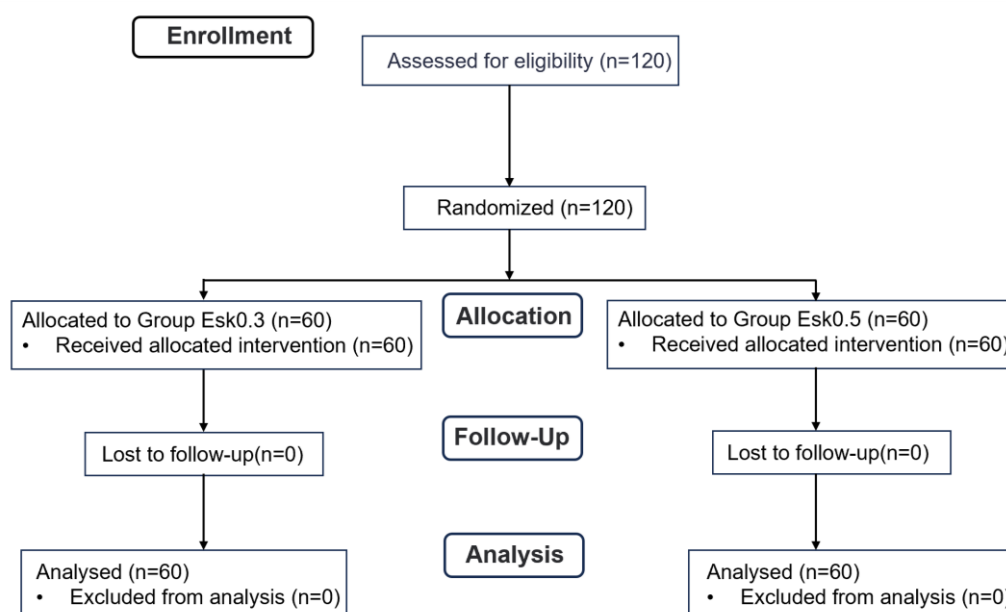 Enrollment
Assessed for eligibility (n=120)
Randomized (n=120)
Allocation
Allocated to Group Esk0.3 (n=60)
• Received allocated intervention (n=60)
Allocated to Group Esk0.5 (n=60)
• Received allocated intervention (n=60)
Follow-Up
Lost to follow-up(n=0)
Lost to follow-up(n=0)
Analysis
Analysed (n=60)
• Excluded from analysis (n=0)
Analysed (n=60)
• Excluded from analysis (n=0)